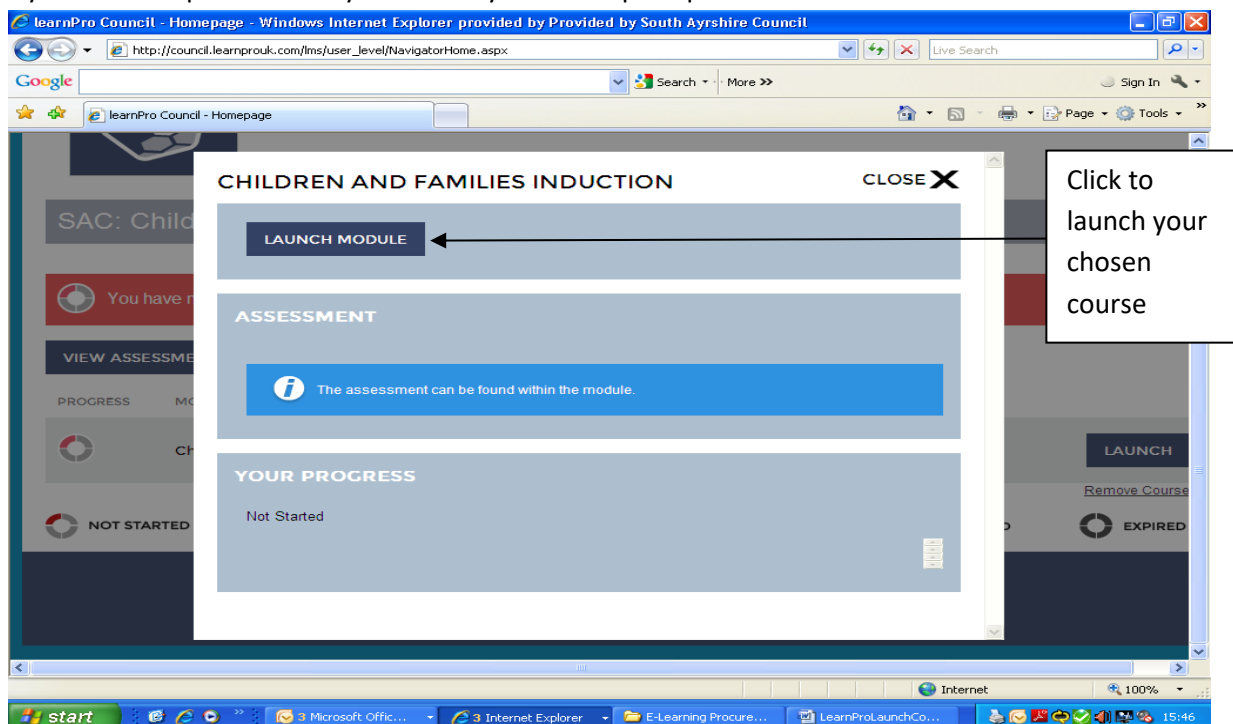 learnPro Council - Homepage - Windows Internet Explorer provided by Provided by South Ayrshire Council
http://council.learnprouk.com/lms/user_level/NavigatorHome.aspx
Live Search
Google
Search
More >>
Sign In
learnPro Council - Homepage
Page
Tools
CHILDREN AND FAMILIES INDUCTION
CLOSE X
Click to
launch your
chosen
course
SAC: Child
LAUNCH MODULE
You have
ASSESSMENT
VIEW ASSESSME
The assessment can be found within the module.
PROGRESS
LAUNCH
YOUR PROGRESS
Remove Course
Not Started
NOT STARTED
EXPIRED
Internet
100%
start
3 Microsoft Offic...
3 Internet Explorer
E-Learning Procure...
LearnProLaunchCo...
15:46